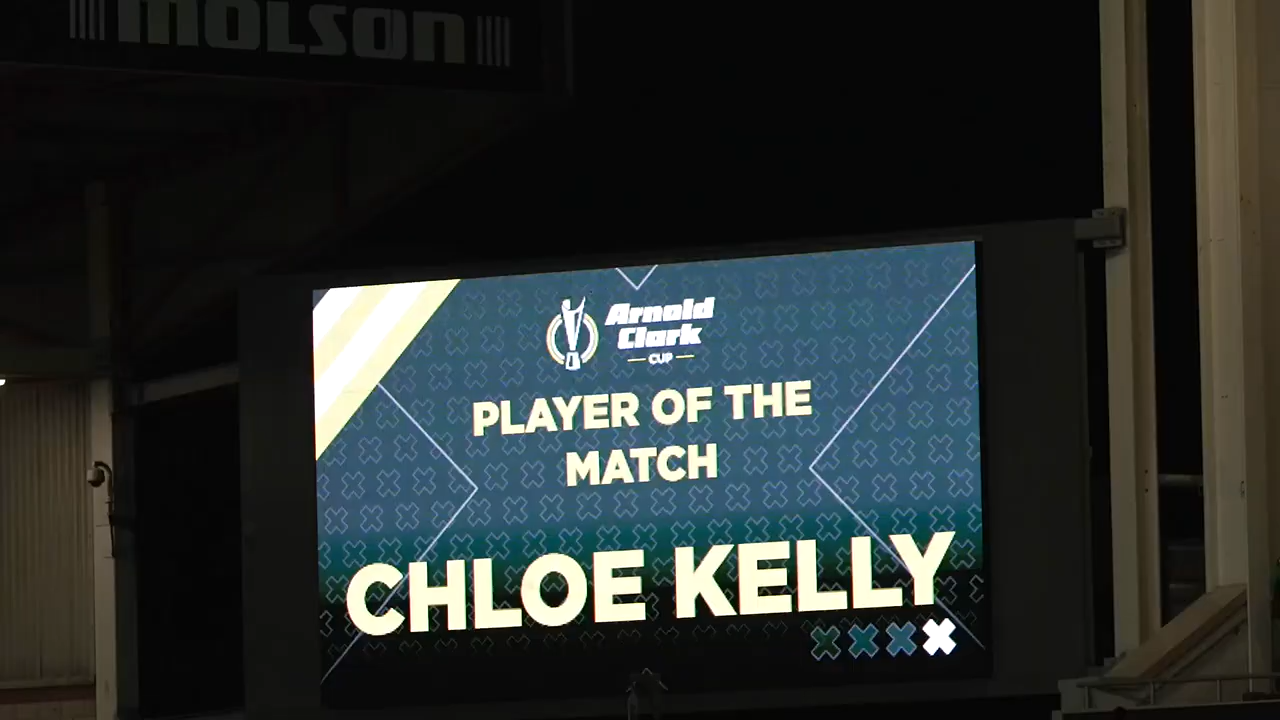 MOLSON
Arnold
Clark
CUP
PLAYER OF THE
MATCH
CHLOE KELLY